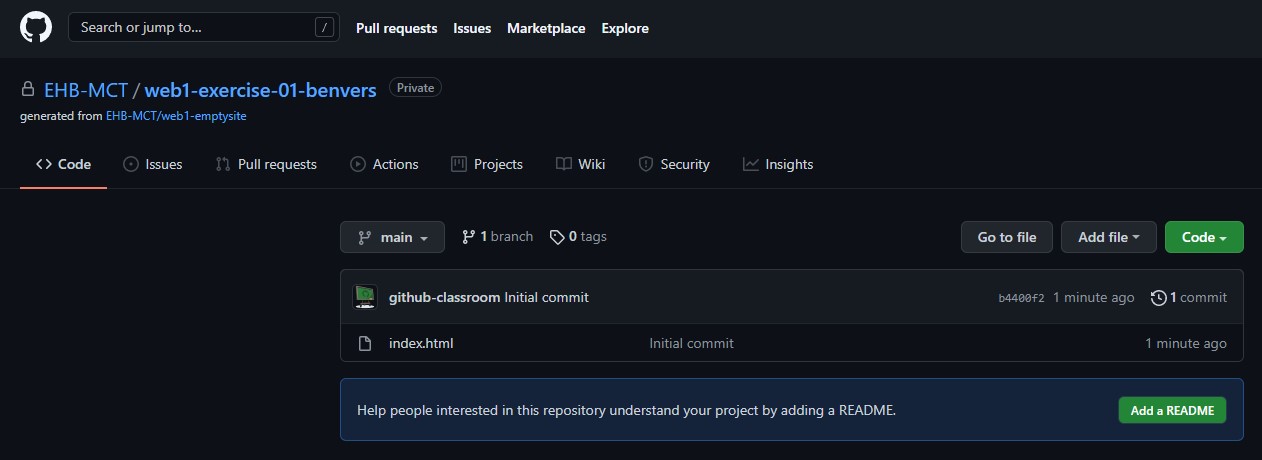 Search or jump to... /
Pull requests Issues Marketplace Explore
EHB-MCT / web1-exercise-01-benvers Private
generated from EHB-MCT/web1-emptysite
<> Code Issues Pull requests Actions Projects Wiki Security Insights
main 1 branch 0 tags Go to file Add file Code
github-classroom Initial commit b4400f2 1 minute ago 1 commit
index.html Initial commit 1 minute ago
Help people interested in this repository understand your project by adding a README. Add a README